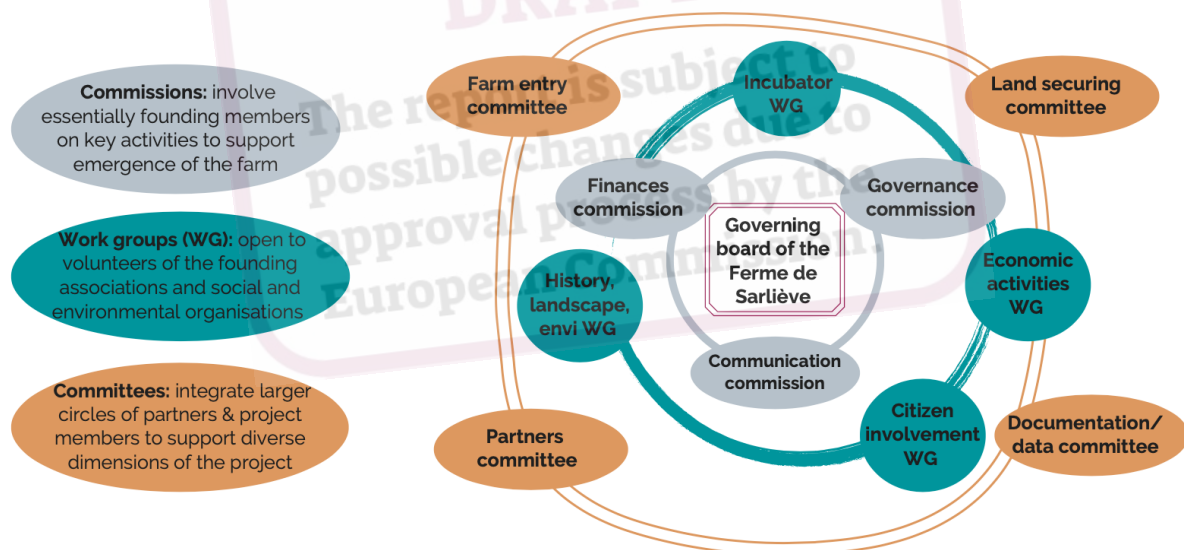 DRAFT
The report is subject to
possible changes due to
approval process by the
European Commission.
Commissions: involve
essentially founding members
on key activities to support
emergence of the farm
Work groups (WG): open to
volunteers of the founding
associations and social and
environmental organisations
Committees: integrate larger
circles of partners & project
members to support diverse
dimensions of the project
Farm entry
committee
Incubator
WG
Land securing
committee
Finances
commission
Governance
commission
Governing
board of the
Ferme de
Sarliève
History,
landscape,
envi WG
Economic
activities
WG
Communication
commission
Citizen
involvement
WG
Partners
committee
Documentation/
data committee